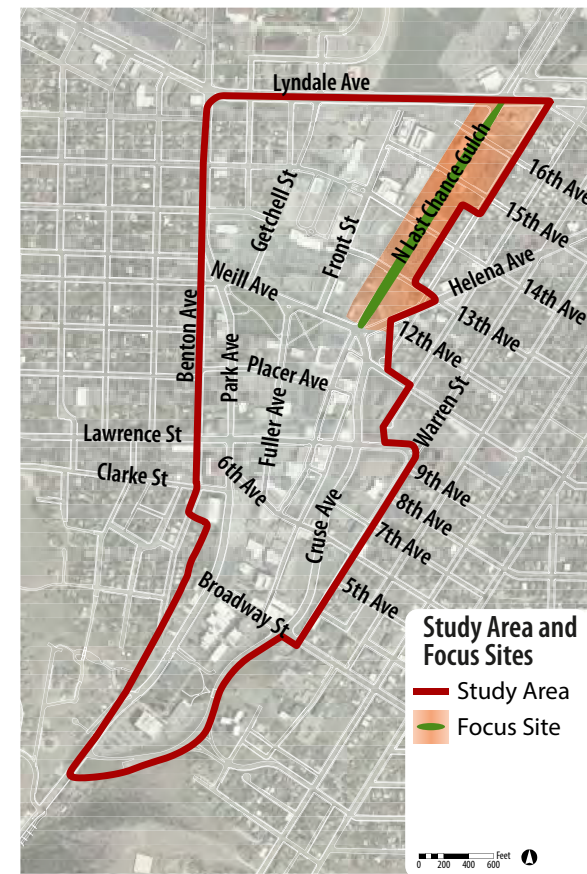 Lyndale Ave
N Last Chance Gulch
16th Ave
15th Ave
Getchell St
Front St
Helena Ave
14th Ave
Neill Ave
13th Ave
12th Ave
Benton Ave
Park Ave
Placer Ave
Fuller Ave
Warren St
Lawrence St
Clarke St
6th Ave
9th Ave
8th Ave
7th Ave
Cruse Ave
5th Ave
Broadway St
Study Area and
Focus Sites
Study Area
Focus Site
0 200 400 600 Feet